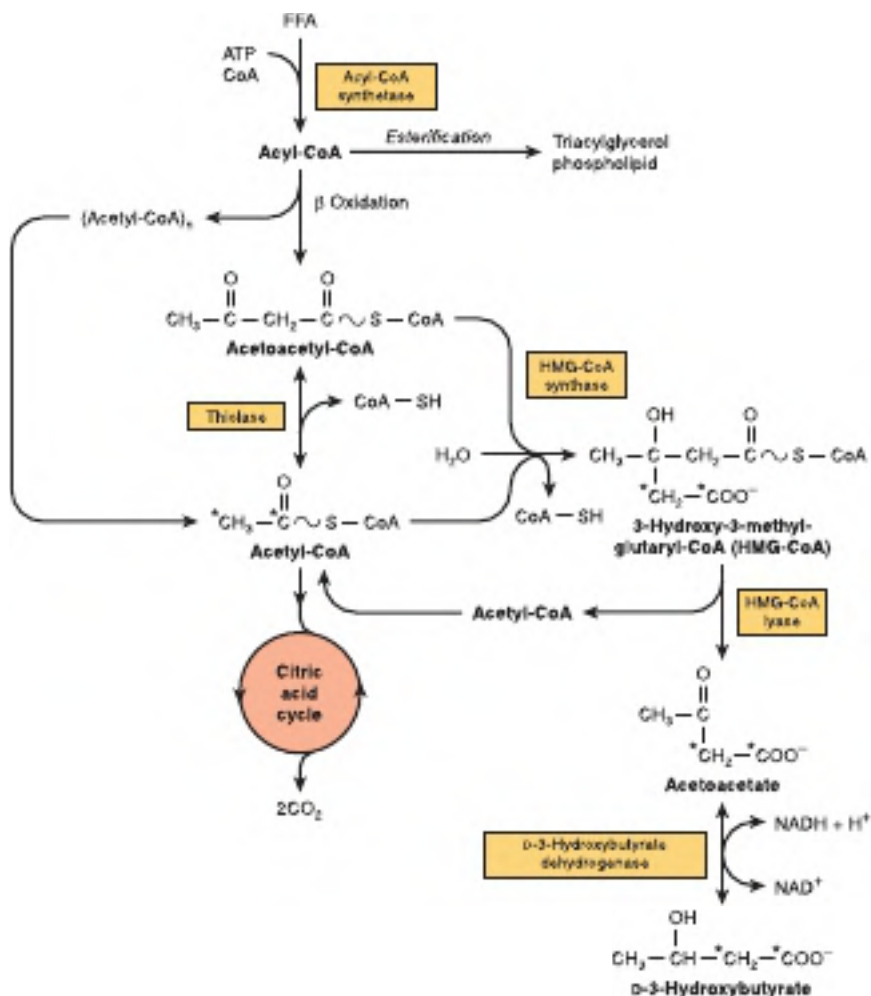 FFA
ATP
CoA
Acyl-CoA
synthetase
Acyl-CoA
Esterification
Triacylglycerol
phospholipid
β Oxidation
(Acetyl-CoA)n
O O
CH3 — C — CH2 — C ~ S — CoA
Acetoacetyl-CoA
HMG-CoA
synthase
Thiolase
CoA — SH
OH O
H2O
CH3 — C — CH2 — C ~ S — CoA
*CH2 — *COO−
O
*CH3 — *C ~ S — CoA
CoA — SH
3-Hydroxy-3-methyl-
glutaryl-CoA (HMG-CoA)
Acetyl-CoA
Acetyl-CoA
HMG-CoA
lyase
Citric
acid
cycle
O
CH3 — C
*CH2 — *COO−
Acetoacetate
2CO2
NADH + H+
D-3-Hydroxybutyrate
dehydrogenase
NAD+
OH
CH3 — CH — *CH2 — *COO−
D-3-Hydroxybutyrate